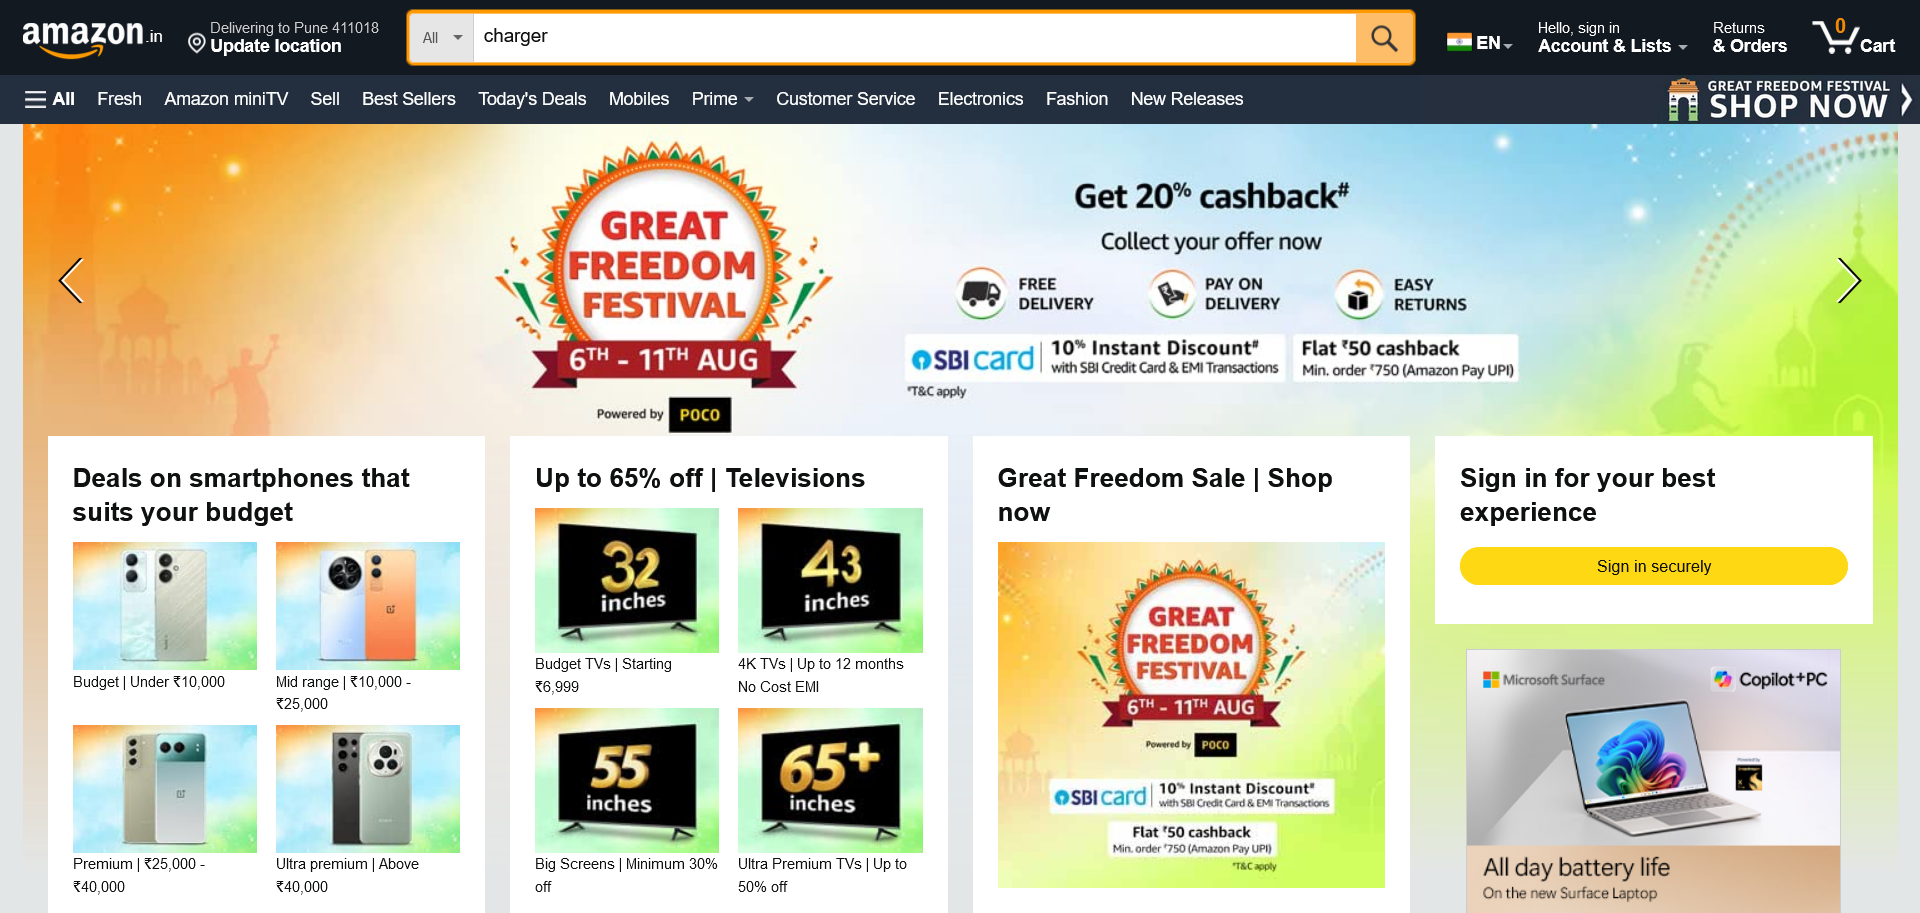 amazon.in
Delivering to Pune 411018
Update location
All
charger
EN
Hello, sign in
Account & Lists
Returns
& Orders
0
Cart
All
Fresh
Amazon miniTV
Sell
Best Sellers
Today's Deals
Mobiles
Prime
Customer Service
Electronics
Fashion
New Releases
GREAT FREEDOM FESTIVAL
SHOP NOW
GREAT
FREEDOM
FESTIVAL
6TH - 11TH AUG
Powered by POCO
Get 20% cashback#
Collect your offer now
FREE
DELIVERY
PAY ON
DELIVERY
EASY
RETURNS
SBI card
10% Instant Discount#
with SBI Credit Card & EMI Transactions
Flat ₹50 cashback
Min. order ₹750 (Amazon Pay UPI)
#T&C apply
Deals on smartphones that
suits your budget
Budget | Under ₹10,000
Mid range | ₹10,000 -
₹25,000
Premium | ₹25,000 -
₹40,000
Ultra premium | Above
₹40,000
Up to 65% off | Televisions
32
inches
43
inches
Budget TVs | Starting
₹6,999
4K TVs | Up to 12 months
No Cost EMI
55
inches
65+
inches
Big Screens | Minimum 30%
off
Ultra Premium TVs | Up to
50% off
Great Freedom Sale | Shop
now
GREAT
FREEDOM
FESTIVAL
6TH - 11TH AUG
Powered by POCO
SBI card
10% Instant Discount#
with SBI Credit Card & EMI Transactions
Flat ₹50 cashback
Min. order ₹750 (Amazon Pay UPI)
#T&C apply
Sign in for your best
experience
Sign in securely
Microsoft Surface
Copilot+PC
Powered by
All day battery life
On the new Surface Laptop